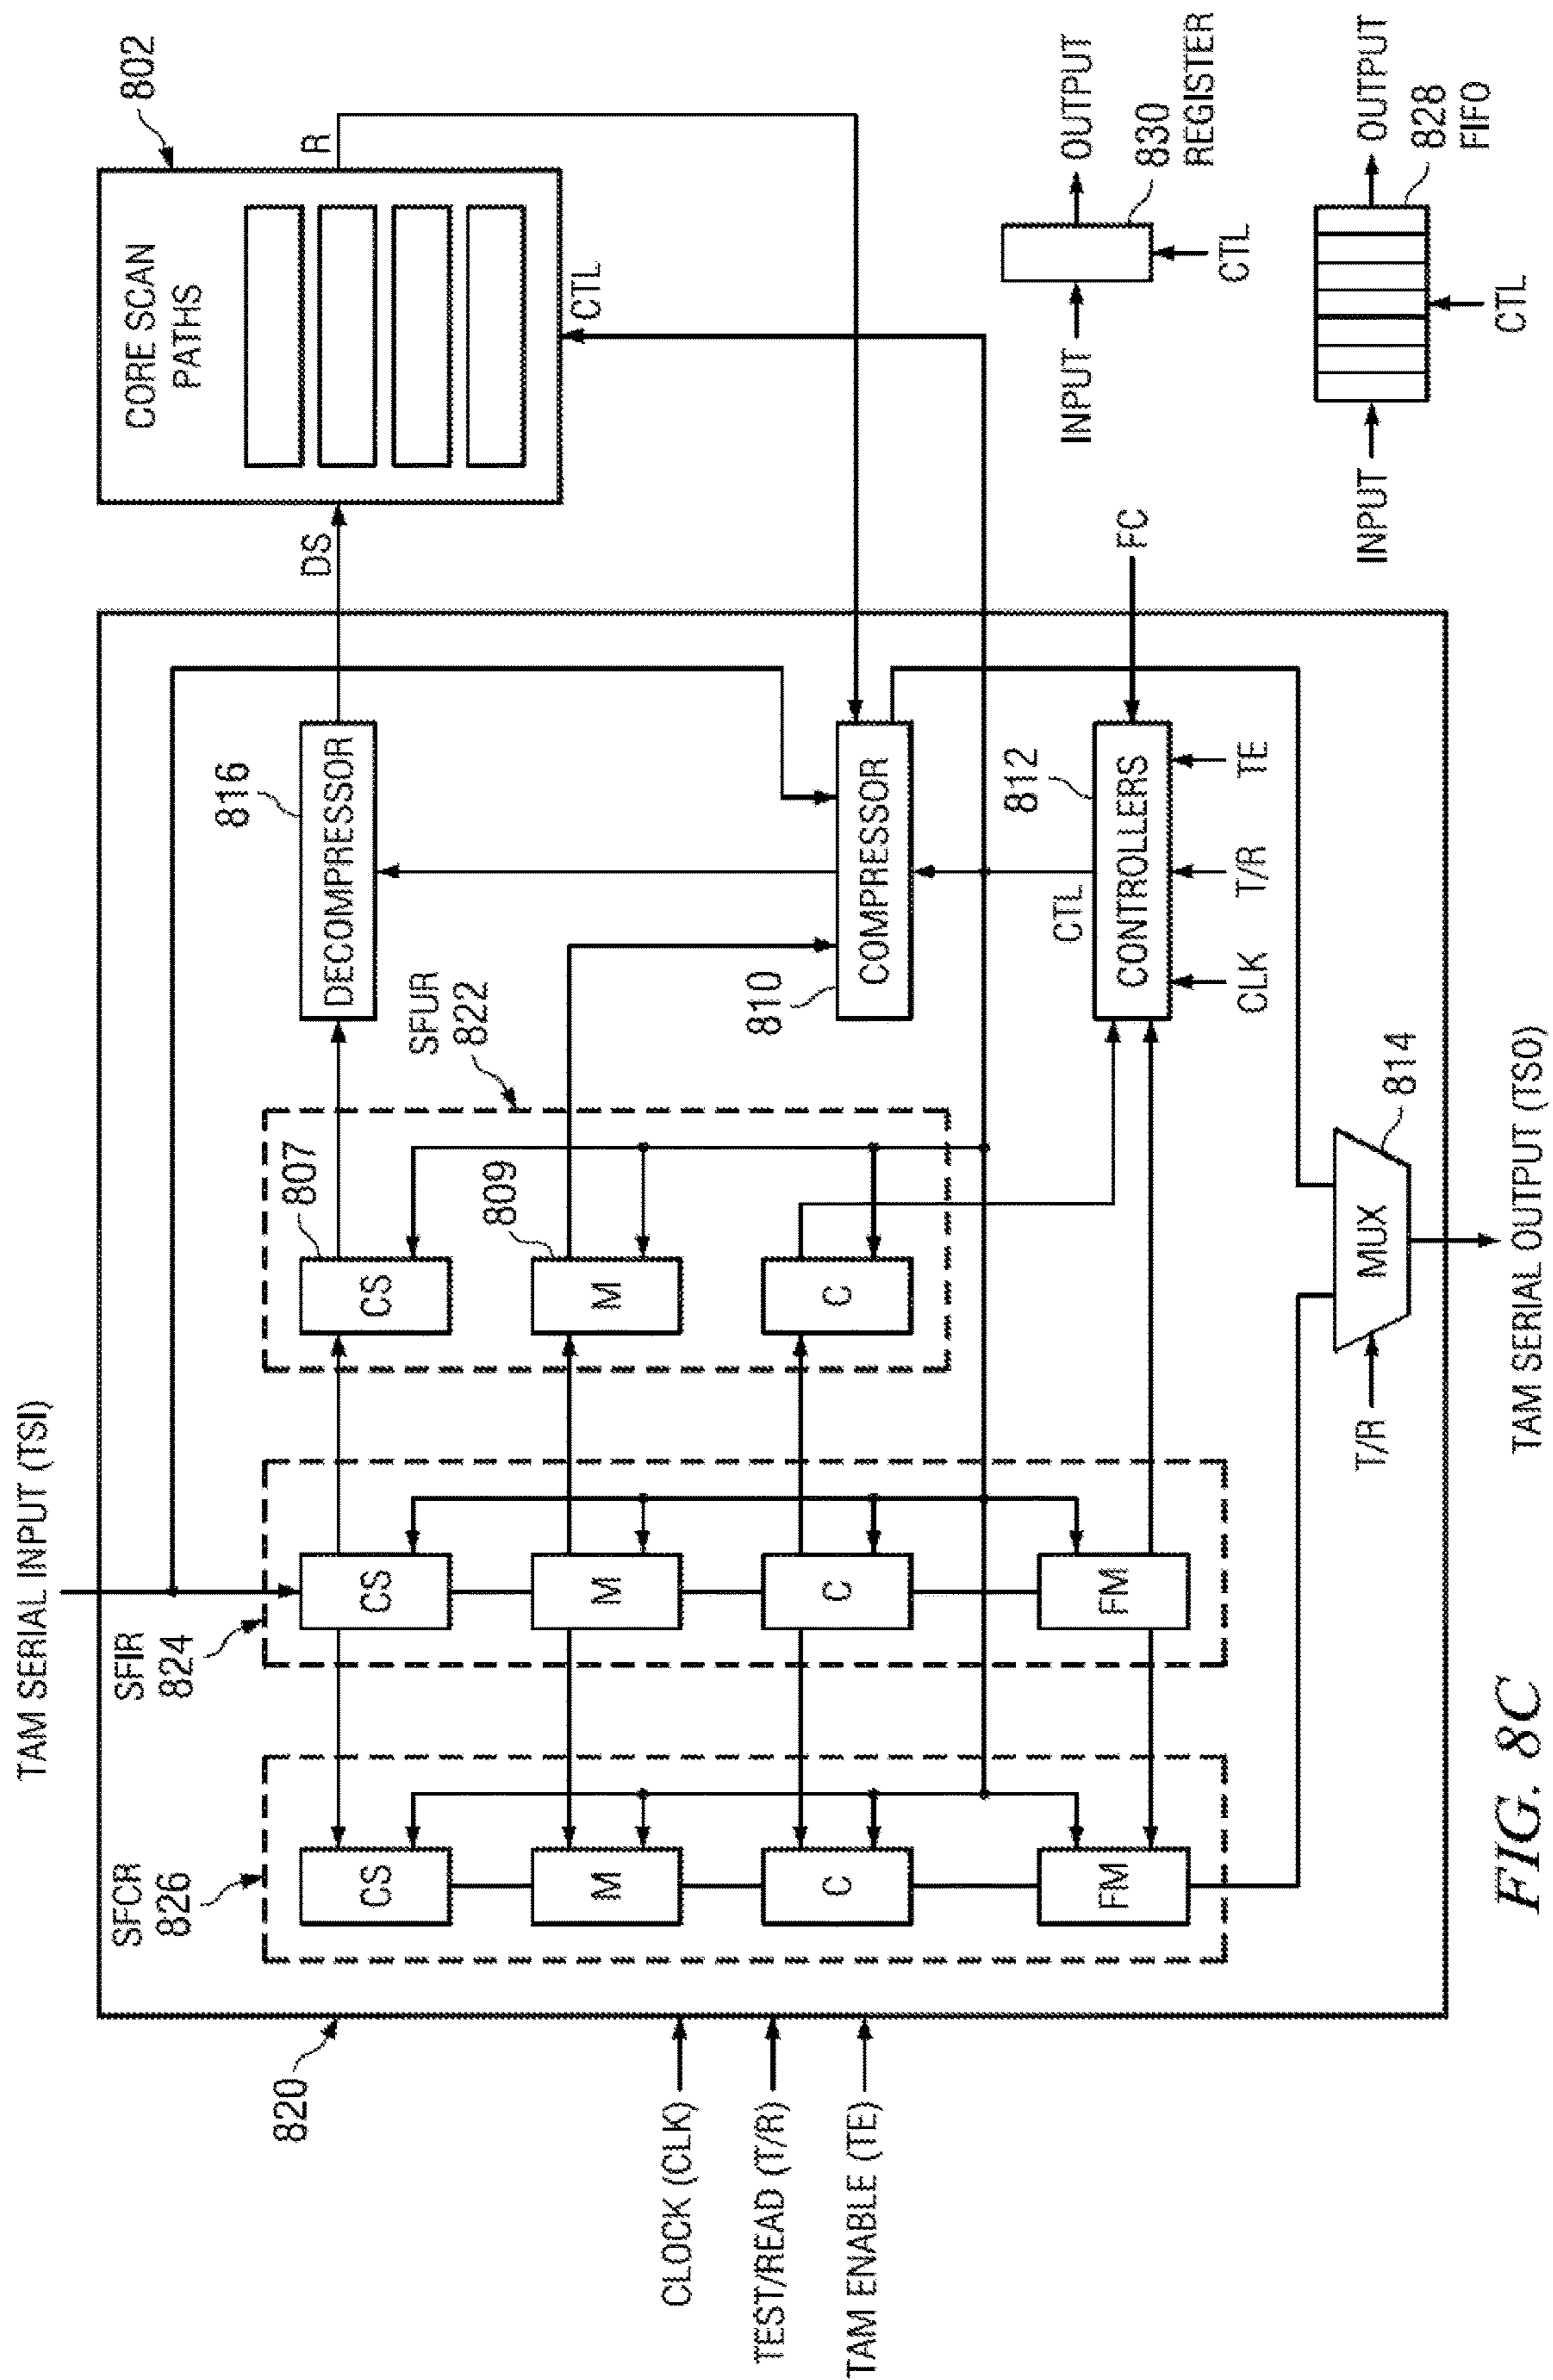 TAM SERIAL INPUT (TSI)
802
CORE SCAN
PATHS
R
DS
CTL
816
DECOMPRESSOR
SFUR
822
807
CS
809
M
C
SFIR
824
CS
M
C
FM
SFCR
826
CS
M
C
FM
820
810
COMPRESSOR
CTL
812
CONTROLLERS
FC
CLK
T/R
TE
CLOCK (CLK)
TEST/READ (T/R)
TAM ENABLE (TE)
T/R
MUX
814
TAM SERIAL OUTPUT (TSO)
INPUT
OUTPUT
CTL
830
REGISTER
INPUT
OUTPUT
CTL
828
FIFO
FIG. 8C